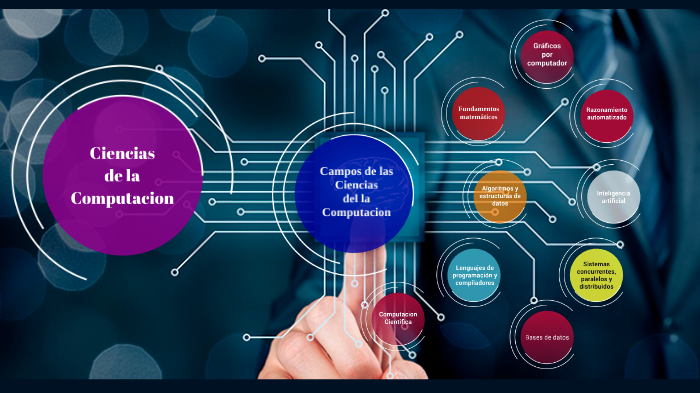 Ciencias
de la
Computacion
Campos de las
Ciencias
del la
Computacion
Gráficos
por
computador
Fundamentos
matemáticos
Razonamiento
automatizado
Algoritmos y
estructuras de
datos
Inteligencia
artificial
Lenguajes de
programación y
compiladores
Sistemas
concurrentes,
paralelos y
distribuidos
Computacion
Cientifica
Bases de datos